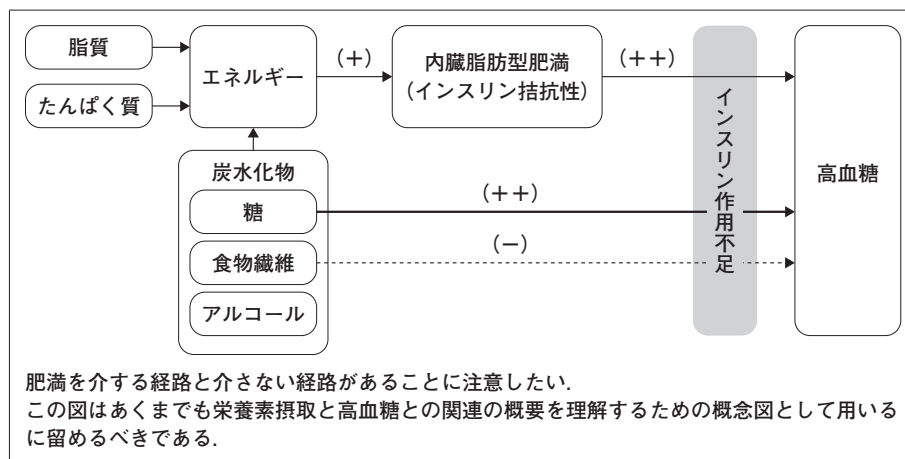 脂質
たんぱく質
エネルギー
(+)
内臓脂肪型肥満
(インスリン拮抗性)
(++)
インスリン作用不足
高血糖
炭水化物
糖
(++)
食物繊維
(−)
アルコール
肥満を介する経路と介さない経路があることに注意したい.
この図はあくまでも栄養素摂取と高血糖との関連の概要を理解するための概念図として用いる
に留めるべきである.